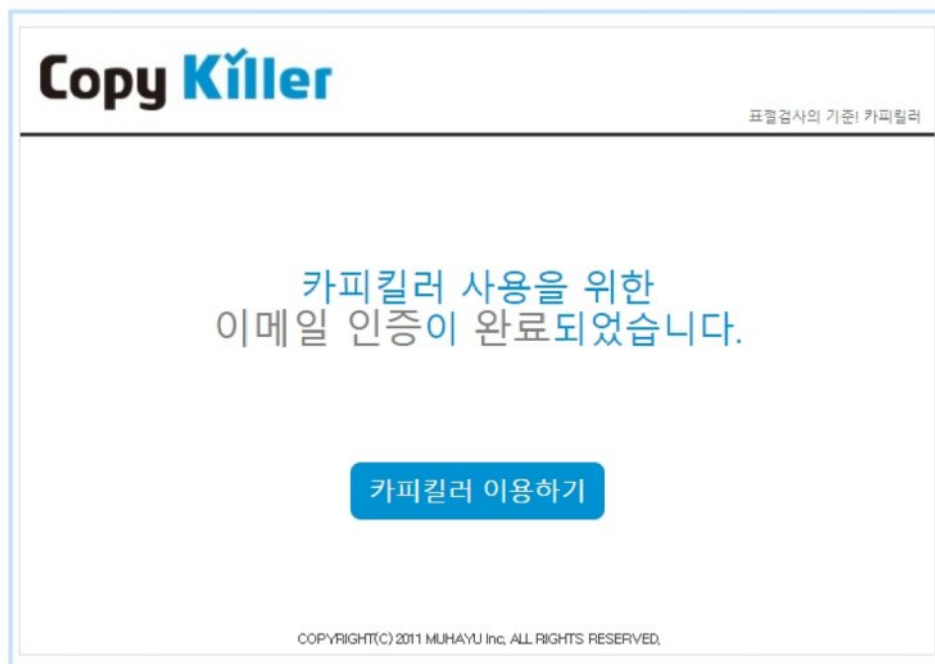 Copy Killer
표절검사의 기준! 카피킬러
카피킬러 사용을 위한
이메일 인증이 완료되었습니다.
카피킬러 이용하기
COPYRIGHT(C) 2011 MUHAYU Inc, ALL RIGHTS RESERVED,